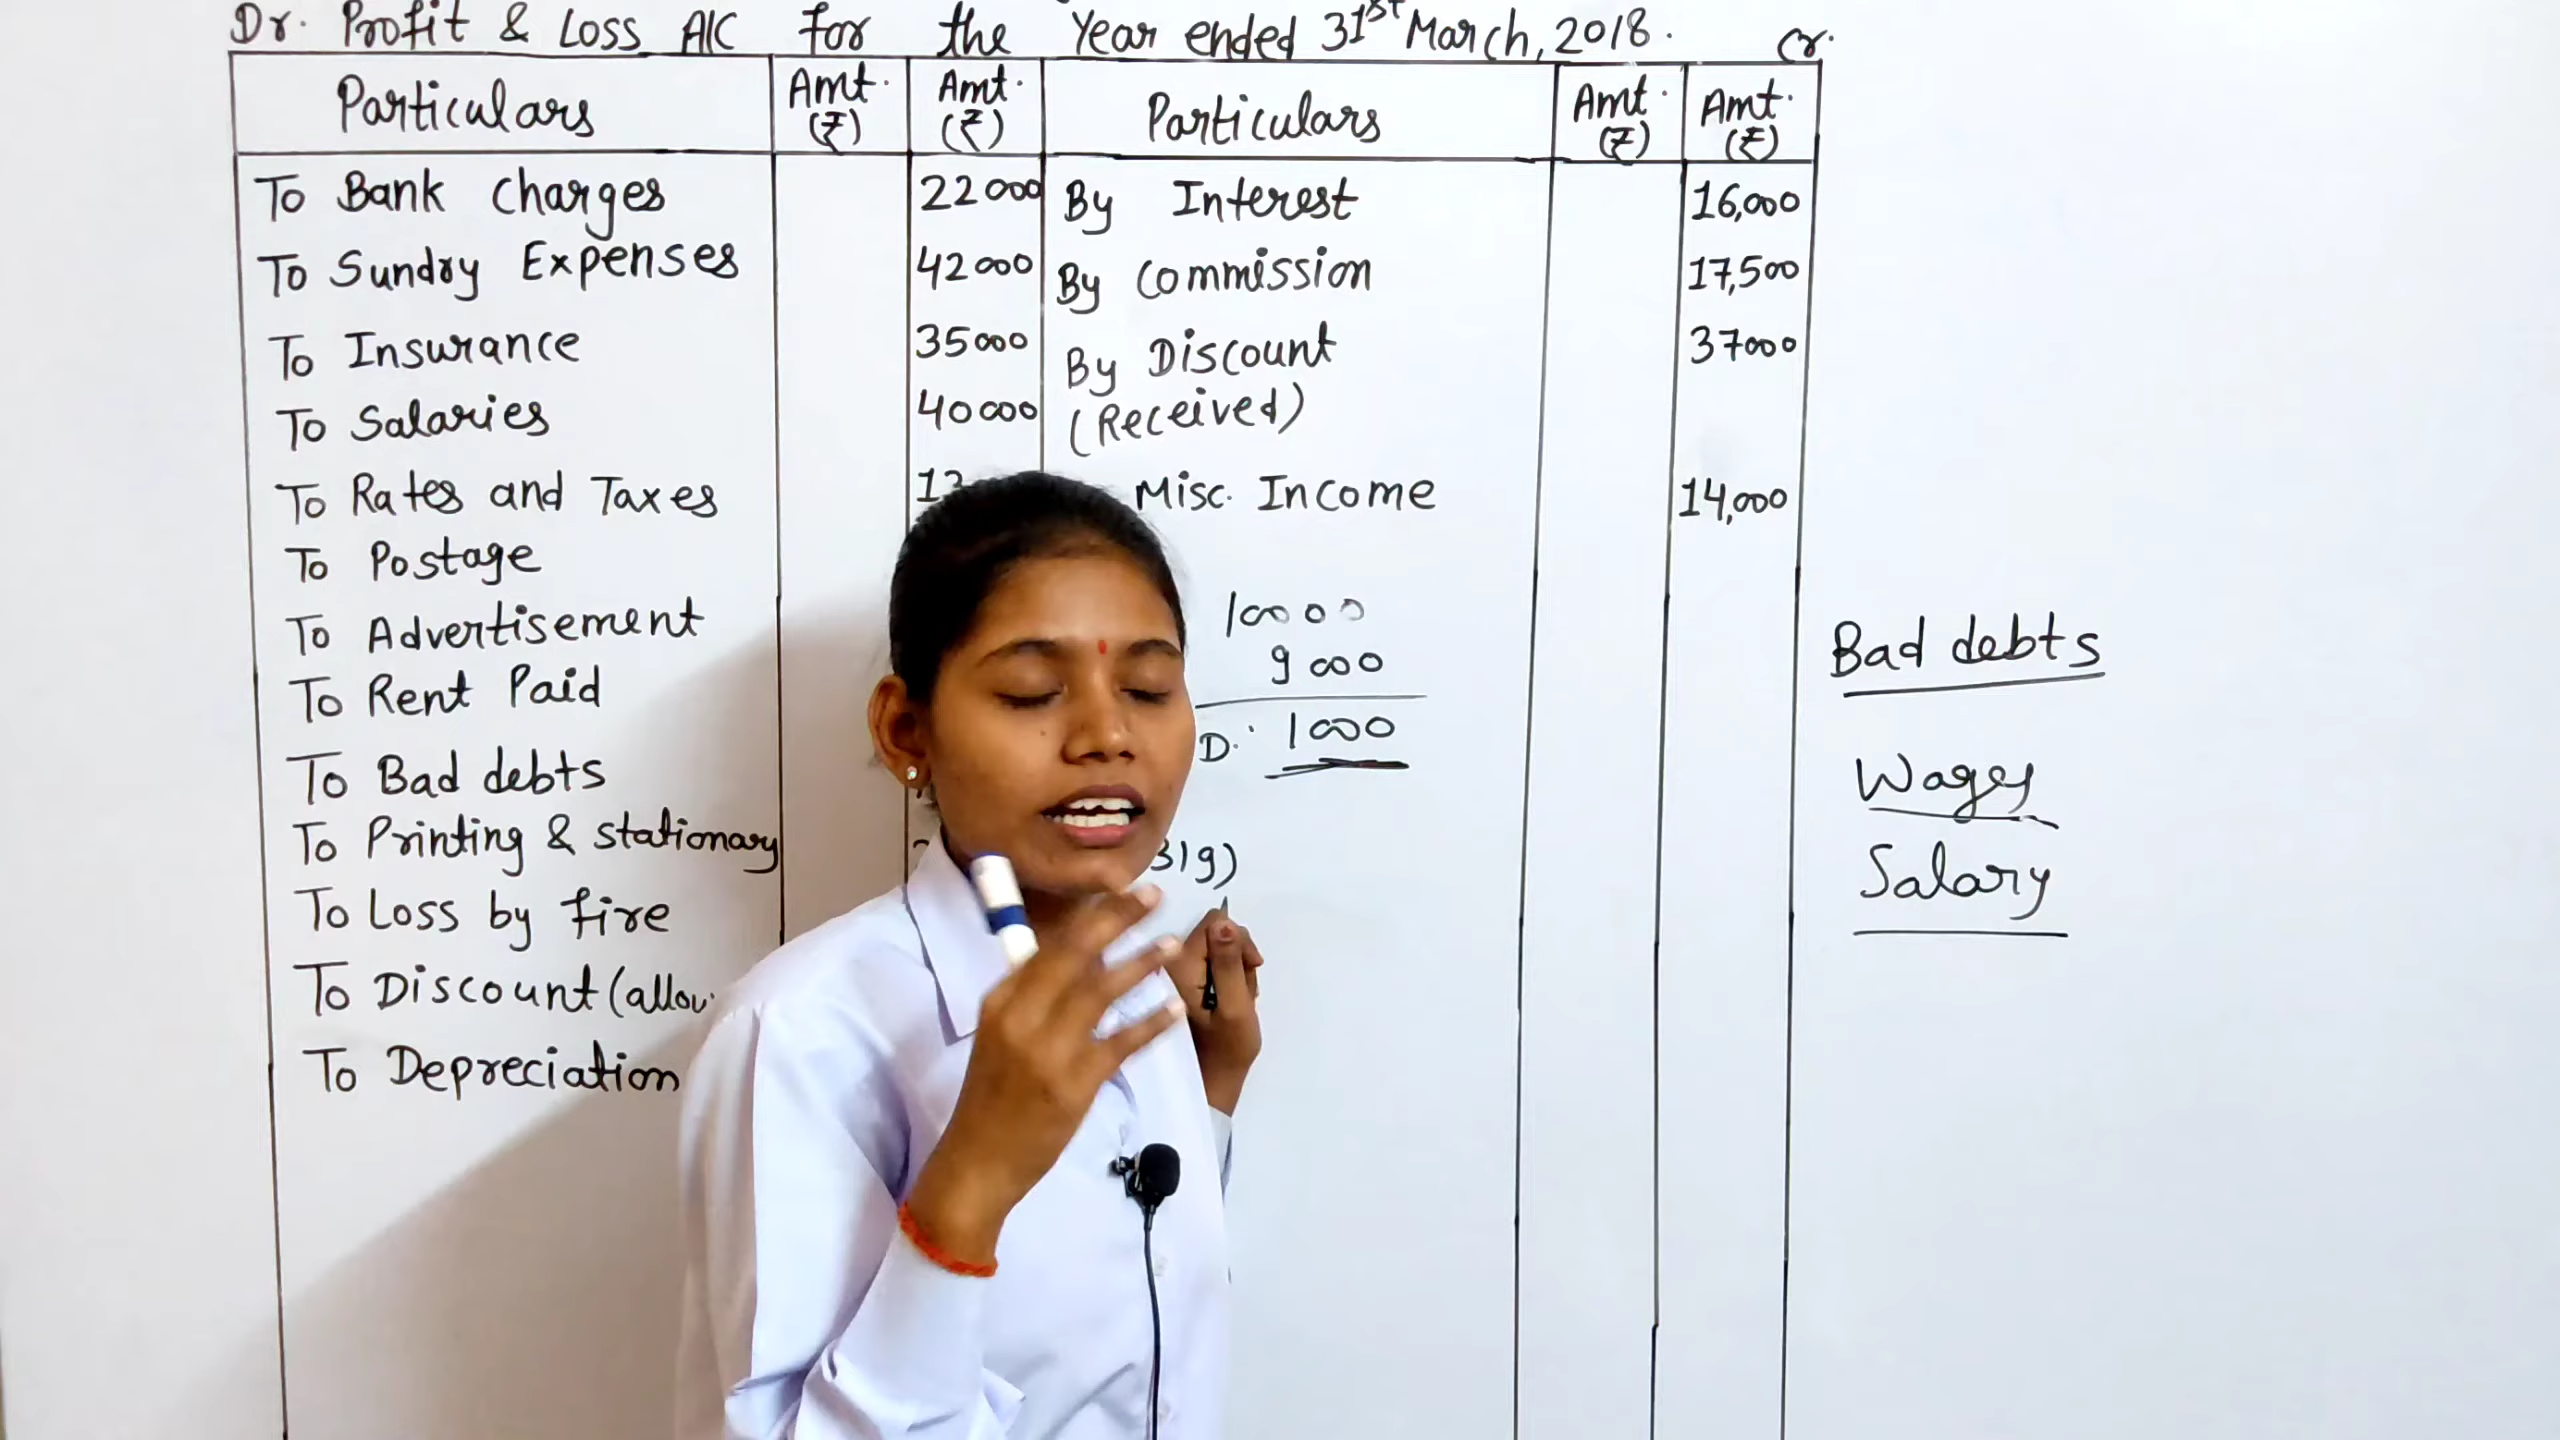 Dr. Profit & Loss A/C for the Year ended 31st March, 2018. Cr.
Particulars Amt. (₹) Amt. (₹) Particulars Amt. (₹) Amt. (₹)
To Bank Charges 22000 By Interest 16,000
To Sundry Expenses 42000 By Commission 17,500
To Insurance 35000 By Discount 37000
(Received)
To Salaries 40000
To Rates and Taxes Misc. Income 14,000
To Postage
To Advertisement
To Rent Paid
To Bad debts
To Printing & stationary
To Loss by fire
To Discount
To Depreciation
10000
9000
D. 1000
Bad debts
Wages
Salary